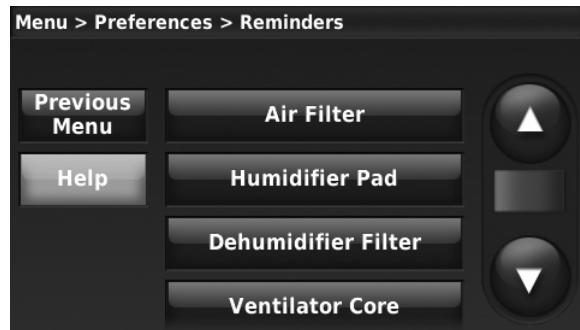 Menu > Preferences > Reminders
Previous
Menu
Air Filter
Help
Humidifier Pad
Dehumidifier Filter
Ventilator Core